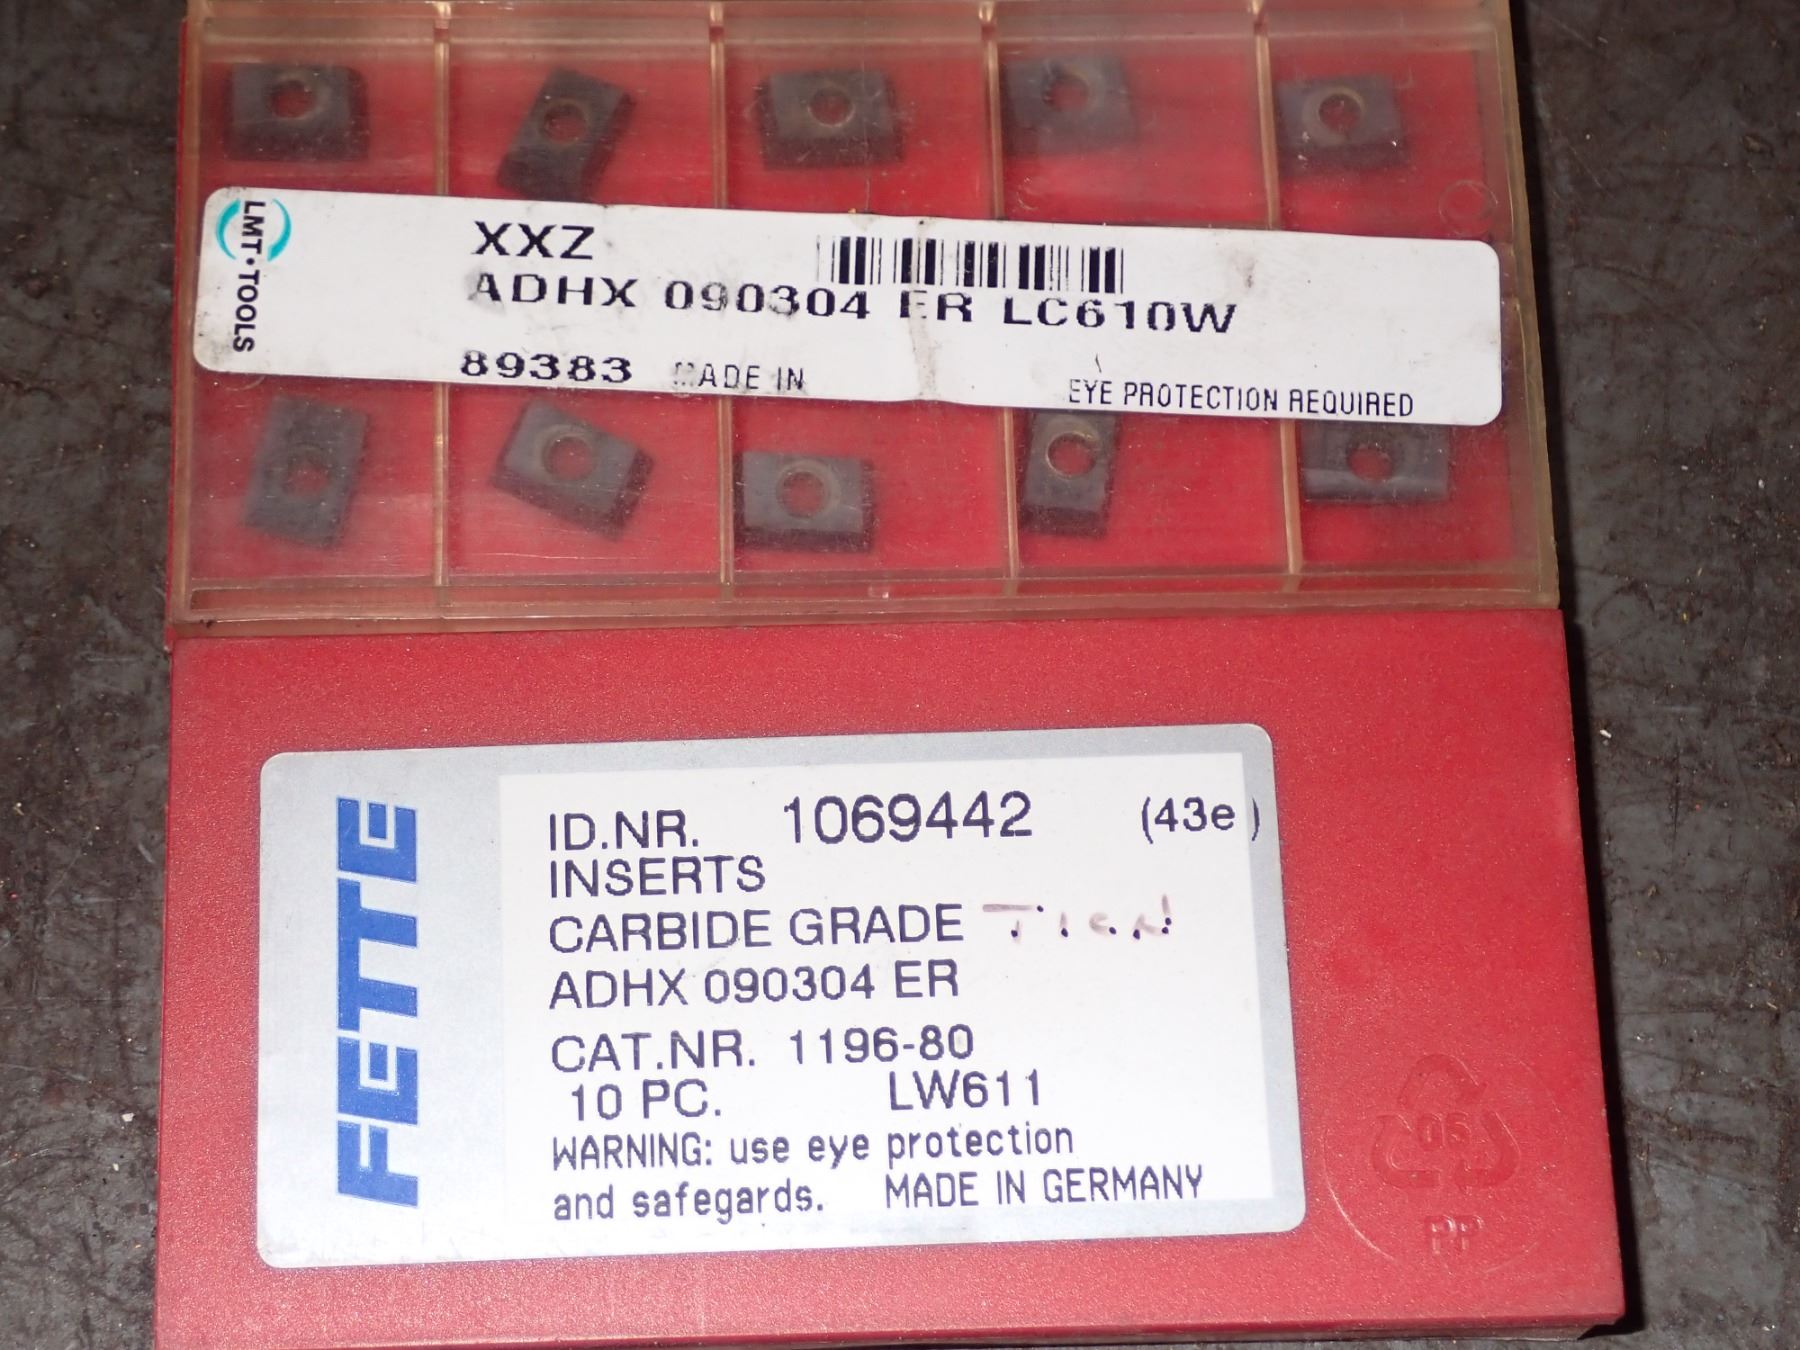 LMT•TOOLS
XXZ
ADHX 090304 ER LC610W
89383 MADE IN
EYE PROTECTION REQUIRED
FETTE
ID.NR. 1069442 (43e)
INSERTS
CARBIDE GRADE
ADHX 090304 ER
CAT.NR. 1196-80
10 PC. LW611
WARNING: use eye protection
and safegards. MADE IN GERMANY
PP